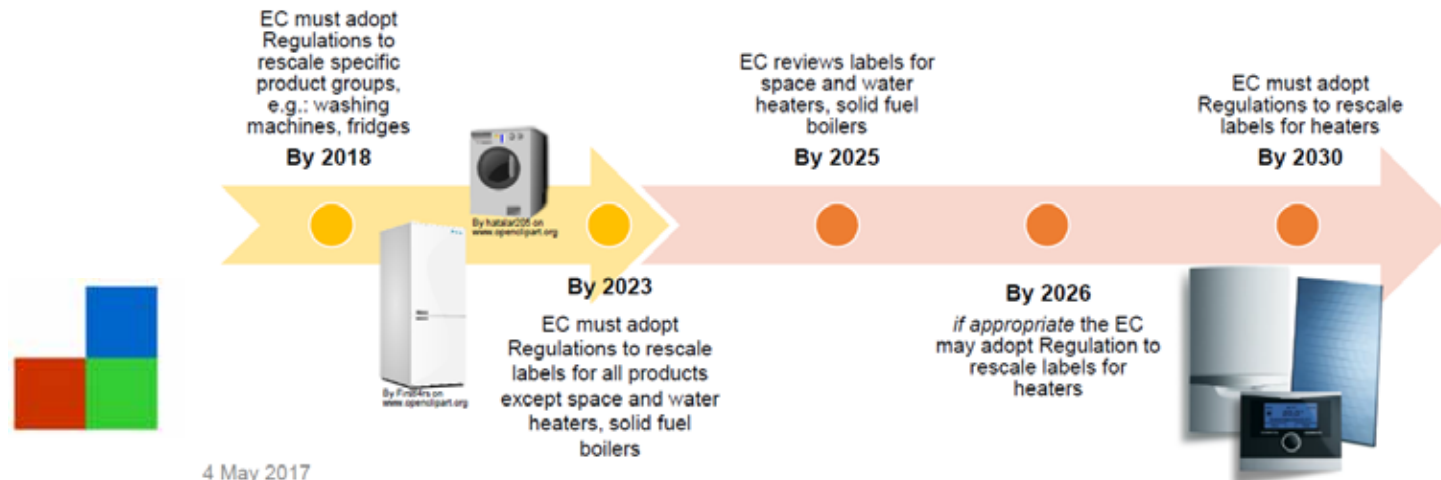 EC must adopt
Regulations to
rescale specific
product groups,
e.g.: washing
machines, fridges
By 2018
By hatalar205 on
www.openclipart.org
By First84rs on
www.openclipart.org
By 2023
EC must adopt
Regulations to rescale
labels for all products
except space and water
heaters, solid fuel
boilers
EC reviews labels for
space and water
heaters, solid fuel
boilers
By 2025
By 2026
if appropriate the EC
may adopt Regulation to
rescale labels for
heaters
EC must adopt
Regulations to rescale
labels for heaters
By 2030
4 May 2017